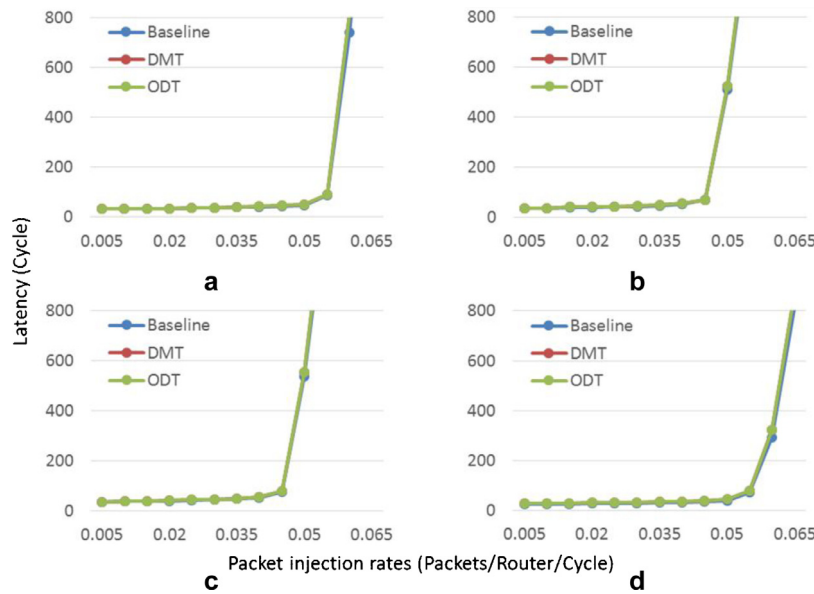 800
600
400
200
0
Baseline
DMT
ODT
0.005 0.02 0.035 0.05 0.065
a
800
600
400
200
0
Baseline
DMT
ODT
0.005 0.02 0.035 0.05 0.065
b
Latency (Cycle)
800
600
400
200
0
Baseline
DMT
ODT
0.005 0.02 0.035 0.05 0.065
c
800
600
400
200
0
Baseline
DMT
ODT
0.005 0.02 0.035 0.05 0.065
d
Packet injection rates (Packets/Router/Cycle)